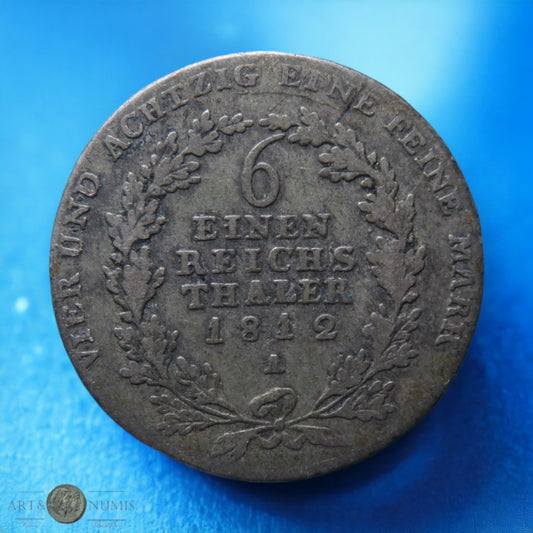 VIER UND ACHTZIG EINE FEINE MARK
6
EINEN
REICHS
THALER
1812
A
ART & NUMIS